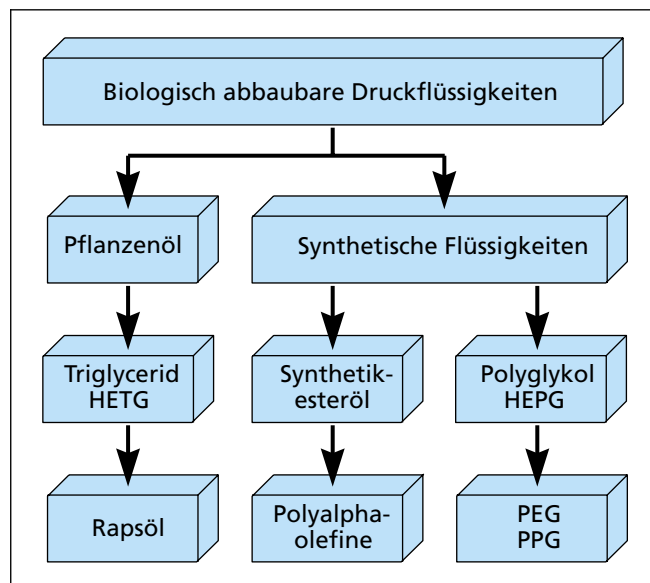 Biologisch abbaubare Druckflüssigkeiten
Pflanzenöl
Synthetische Flüssigkeiten
Triglycerid
HETG
Synthetik-
esteröl
Polyglykol
HEPG
Rapsöl
Polyalpha-
olefine
PEG
PPG